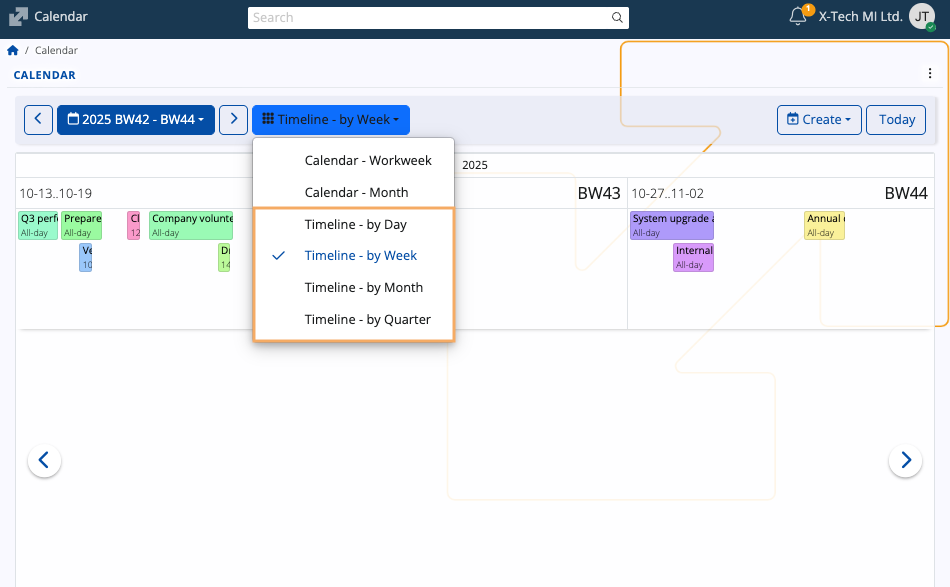 Calendar
Search
1
X-Tech MI Ltd.
JT
/ Calendar
CALENDAR
2025 BW42 - BW44
Timeline - by Week
Create
Today
Calendar - Workweek
Calendar - Month
Timeline - by Day
Timeline - by Week
Timeline - by Month
Timeline - by Quarter
2025
10-13..10-19
BW43
10-27..11-02
BW44
Q3 perf
All-day
Prepare
All-day
Cl
12
Company volunte
All-day
Ve
10
14
System upgrade
All-day
Internal
All-day
Annual
All-day